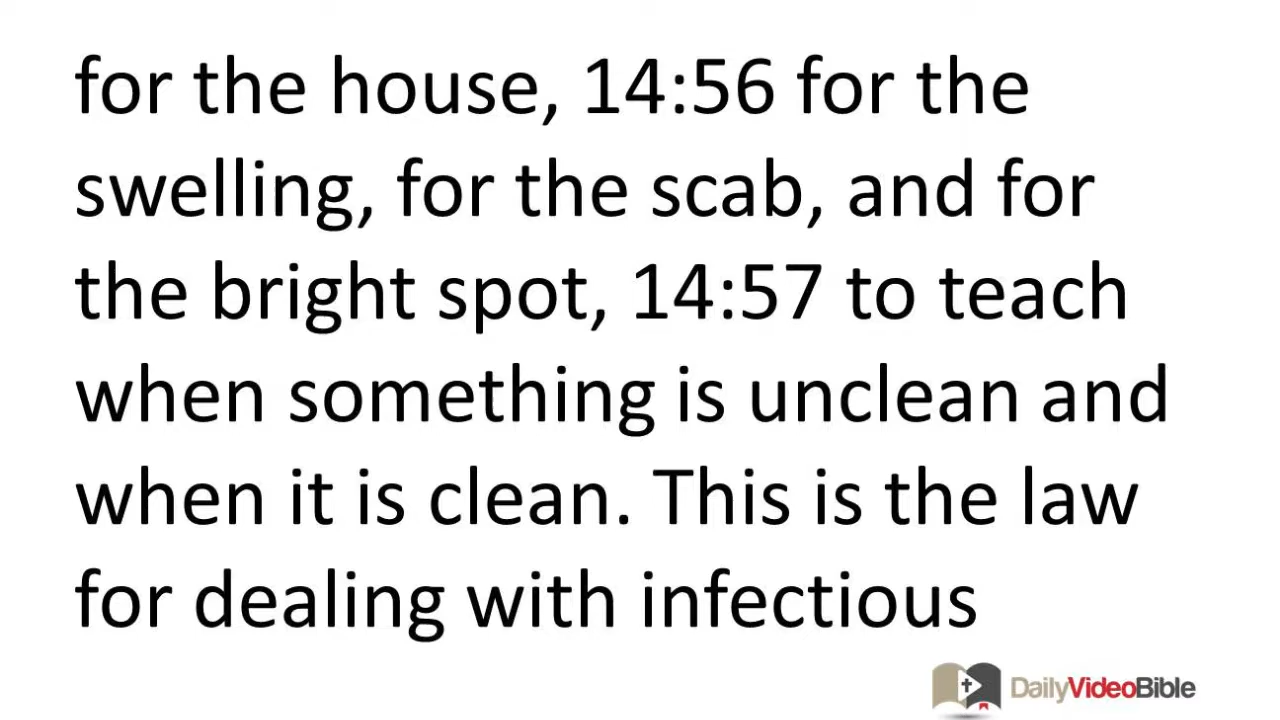 for the house, 14:56 for the
swelling, for the scab, and for
the bright spot, 14:57 to teach
when something is unclean and
when it is clean. This is the law
for dealing with infectious
DailyVideoBible